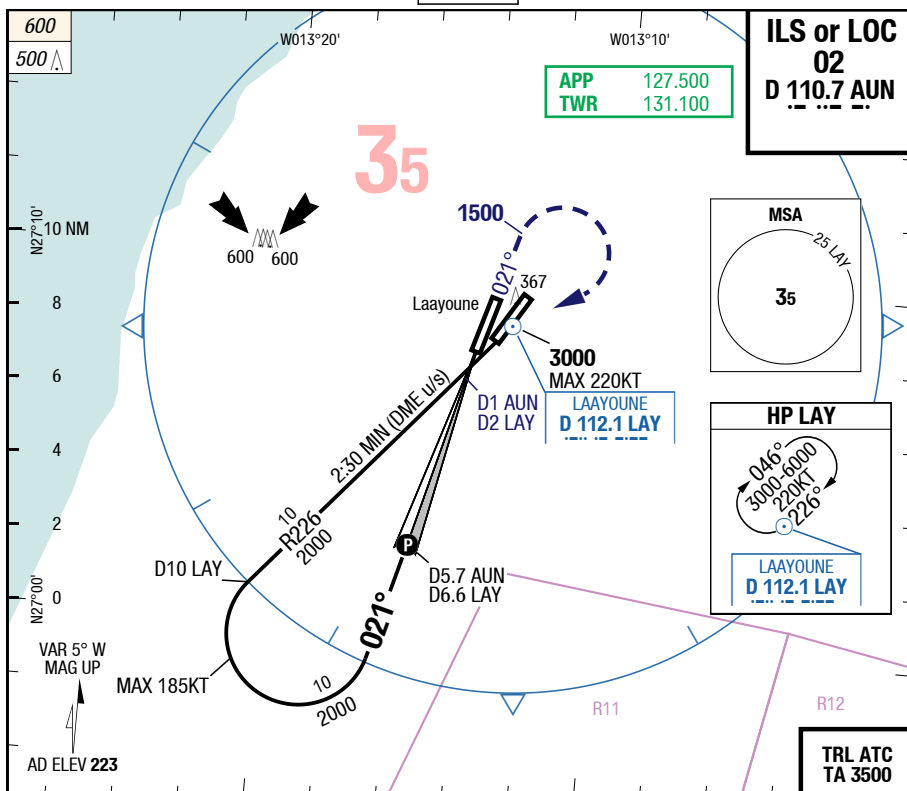 600
500
W013°20'
W013°10'
ILS or LOC
02
D 110.7 AUN
APP 127.500
TWR 131.100
35
N27°10'
10 NM
8
6
4
2
0
N27°00'
600 600
1500
021°
367
Laayoune
3000
MAX 220KT
LAAYOUNE
D 112.1 LAY
D1 AUN
D2 LAY
2:30 MIN (DME u/s)
10
R226
2000
D10 LAY
P
D5.7 AUN
D6.6 LAY
021°
MAX 185KT
10
2000
MSA
25 LAY
35
HP LAY
046°
3000-6000
220KT
226°
LAAYOUNE
D 112.1 LAY
R11
R12
VAR 5° W
MAG UP
AD ELEV 223
TRL ATC
TA 3500